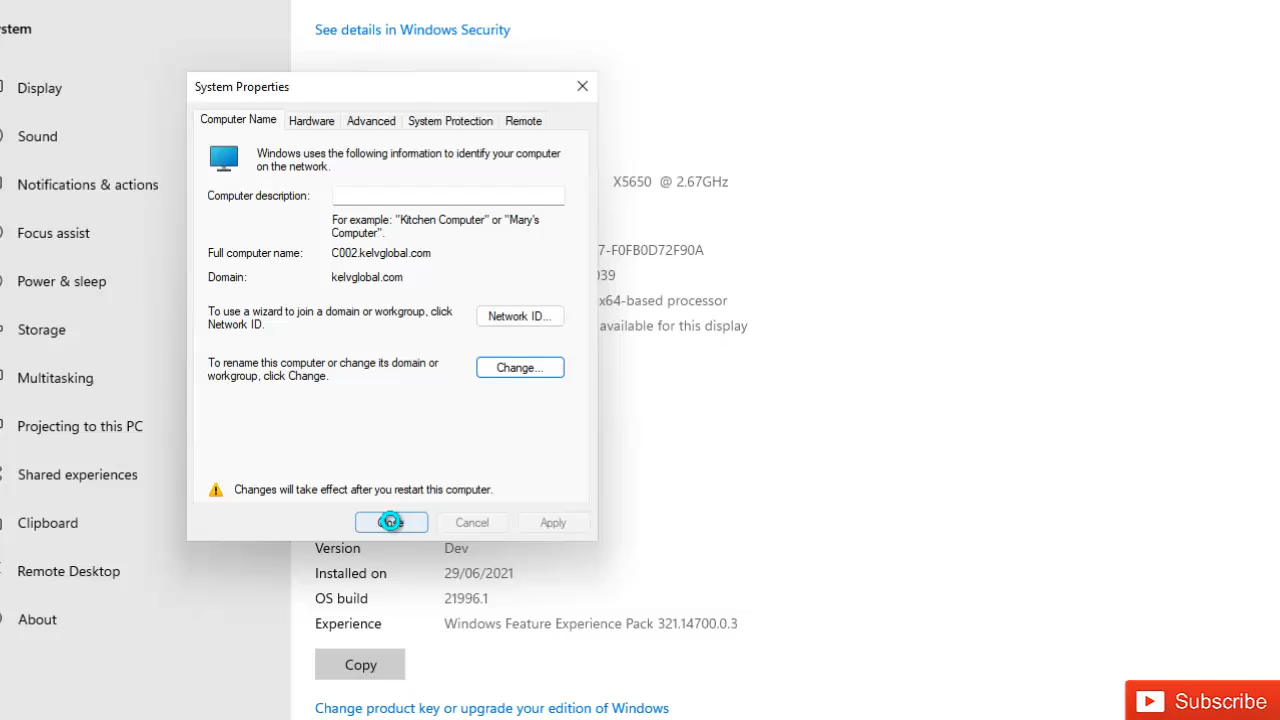 stem
See details in Windows Security
Display
Sound
Notifications & actions
Focus assist
Power & sleep
Storage
Multitasking
Projecting to this PC
Shared experiences
Clipboard
Remote Desktop
About
System Properties
Computer Name Hardware Advanced System Protection Remote
Windows uses the following information to identify your computer
on the network.
Computer description:
For example: "Kitchen Computer" or "Mary's
Computer".
Full computer name: C002.kelvglobal.com
Domain: kelvglobal.com
To use a wizard to join a domain or workgroup, click
Network ID.
Network ID...
To rename this computer or change its domain or
workgroup, click Change.
Change...
Changes will take effect after you restart this computer.
Cancel Apply
X5650 @ 2.67GHz
7-F0FB0D72F90A
039
x64-based processor
available for this display
Version Dev
Installed on 29/06/2021
OS build 21996.1
Experience Windows Feature Experience Pack 321.14700.0.3
Copy
Change product key or upgrade your edition of Windows
Subscribe